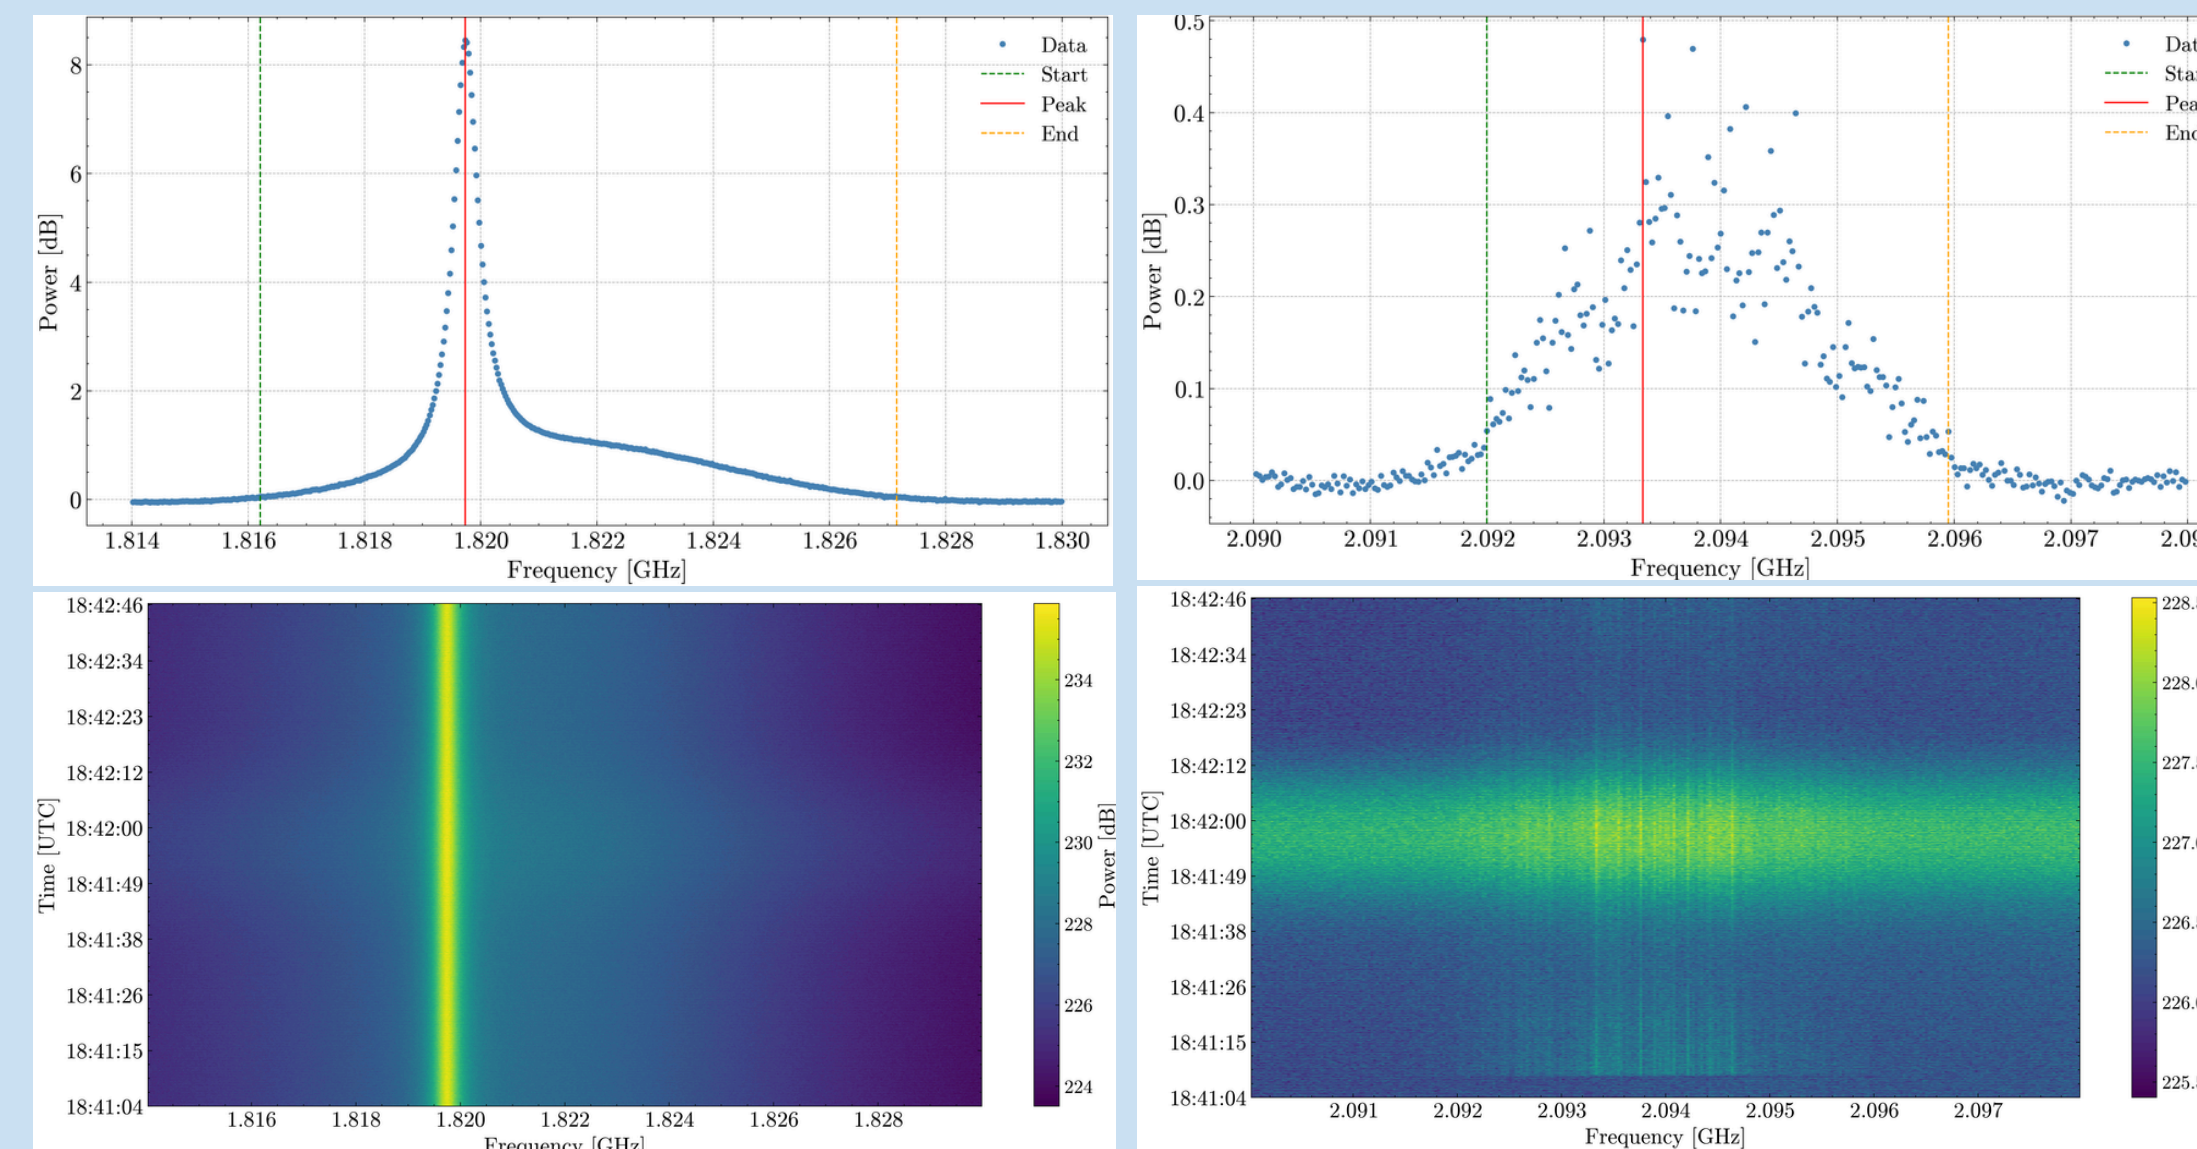 8
6
4
2
0
Power [dB]
Data
Start
Peak
End
1.814 1.816 1.818 1.820 1.822 1.824 1.826 1.828 1.830
Frequency [GHz]
0.5
0.4
0.3
0.2
0.1
0.0
Power [dB]
2.090 2.091 2.092 2.093 2.094 2.095 2.096 2.097
Frequency [GHz]
18:42:46
18:42:34
18:42:23
18:42:12
18:42:00
18:41:49
18:41:38
18:41:26
18:41:15
18:41:04
Time [UTC]
1.816 1.818 1.820 1.822 1.824 1.826 1.828
Frequency [GHz]
234
232
230
228
226
224
Power [dB]
18:42:46
18:42:34
18:42:23
18:42:12
18:42:00
18:41:49
18:41:38
18:41:26
18:41:15
18:41:04
Time [UTC]
2.091 2.092 2.093 2.094 2.095 2.096 2.097
Frequency [GHz]